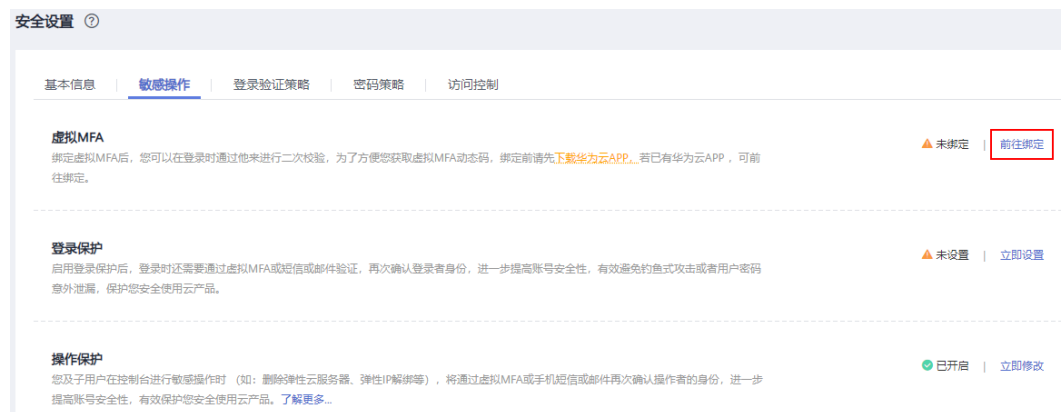 安全设置 ?
基本信息 | 敏感操作 | 登录验证策略 | 密码策略 | 访问控制
虚拟MFA
绑定虚拟MFA后，您可以在登录时通过他来进行二次校验，为了方便您获取虚拟MFA动态码，绑定前请先下载华为云APP，若已有华为云APP ，可前
往绑定。
未绑定 | 前往绑定
登录保护
启用登录保护后，登录时还需要通过虚拟MFA或短信或邮件验证，再次确认登录者身份，进一步提高账号安全性，有效避免钓鱼式攻击或者用户密码
意外泄漏，保护您安全使用云产品。
未设置 | 立即设置
操作保护
您及子用户在控制台进行敏感操作时 （如：删除弹性云服务器、弹性IP解绑等），将通过虚拟MFA或手机短信或邮件再次确认操作者的身份，进一步
提高账号安全性，有效保护您安全使用云产品。了解更多...
已开启 | 立即修改